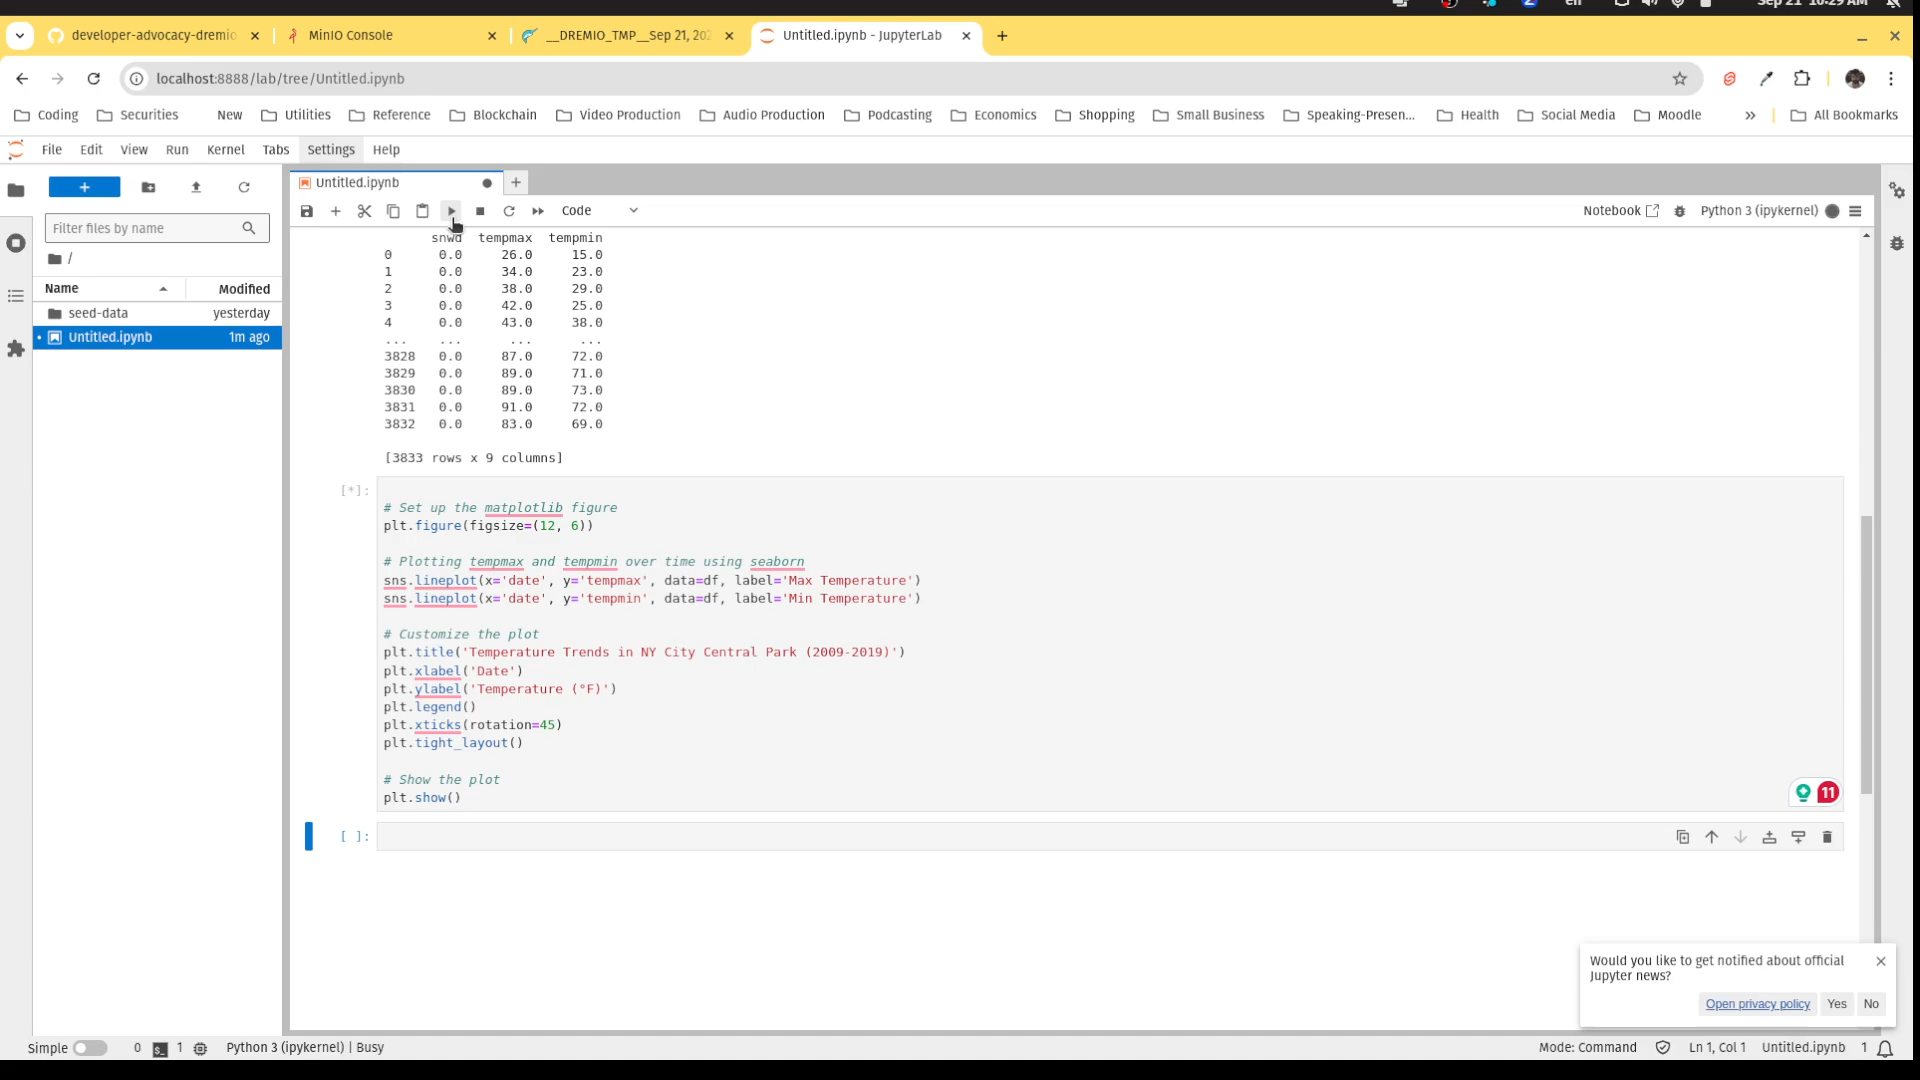 en Sep 21 10:29 AM
developer-advocacy-dremio MinIO Console __DREMIO_TMP__Sep 21, 202 Untitled.ipynb - JupyterLab
localhost:8888/lab/tree/Untitled.ipynb
Coding Securities New Utilities Reference Blockchain Video Production Audio Production Podcasting Economics Shopping Small Business Speaking-Presen... Health Social Media Moodle » All Bookmarks
File Edit View Run Kernel Tabs Settings Help
Untitled.ipynb
Code Notebook Python 3 (ipykernel)
Filter files by name
/
Name Modified
seed-data yesterday
Untitled.ipynb 1m ago
snwd tempmax tempmin
0 0.0 26.0 15.0
1 0.0 34.0 23.0
2 0.0 38.0 29.0
3 0.0 42.0 25.0
4 0.0 43.0 38.0
... ... ... ...
3828 0.0 87.0 72.0
3829 0.0 89.0 71.0
3830 0.0 89.0 73.0
3831 0.0 91.0 72.0
3832 0.0 83.0 69.0
[3833 rows x 9 columns]
[*]:
# Set up the matplotlib figure
plt.figure(figsize=(12, 6))
# Plotting tempmax and tempmin over time using seaborn
sns.lineplot(x='date', y='tempmax', data=df, label='Max Temperature')
sns.lineplot(x='date', y='tempmin', data=df, label='Min Temperature')
# Customize the plot
plt.title('Temperature Trends in NY City Central Park (2009-2019)')
plt.xlabel('Date')
plt.ylabel('Temperature (°F)')
plt.legend()
plt.xticks(rotation=45)
plt.tight_layout()
# Show the plot
plt.show()
11
[ ]:
Would you like to get notified about official
Jupyter news?
Open privacy policy Yes No
Simple 0 1 Python 3 (ipykernel) | Busy Mode: Command Ln 1, Col 1 Untitled.ipynb 1